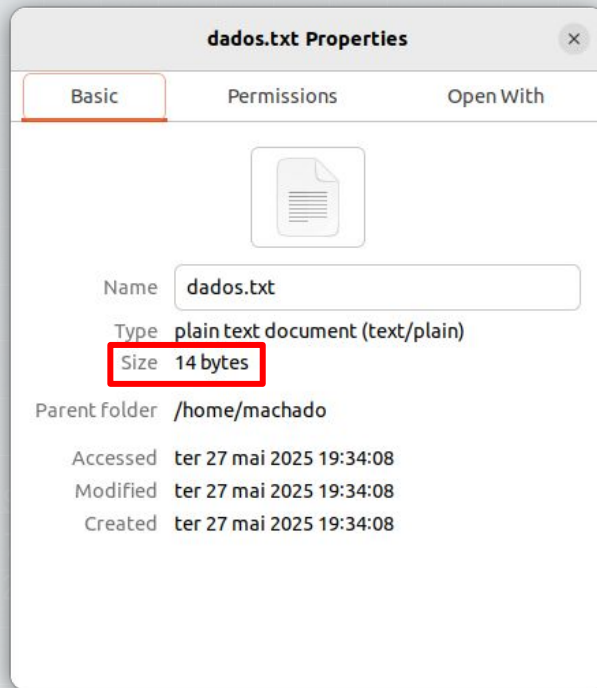 dados.txt Properties
Basic Permissions Open With
Name dados.txt
Type plain text document (text/plain)
Size 14 bytes
Parent folder /home/machado
Accessed ter 27 mai 2025 19:34:08
Modified ter 27 mai 2025 19:34:08
Created ter 27 mai 2025 19:34:08